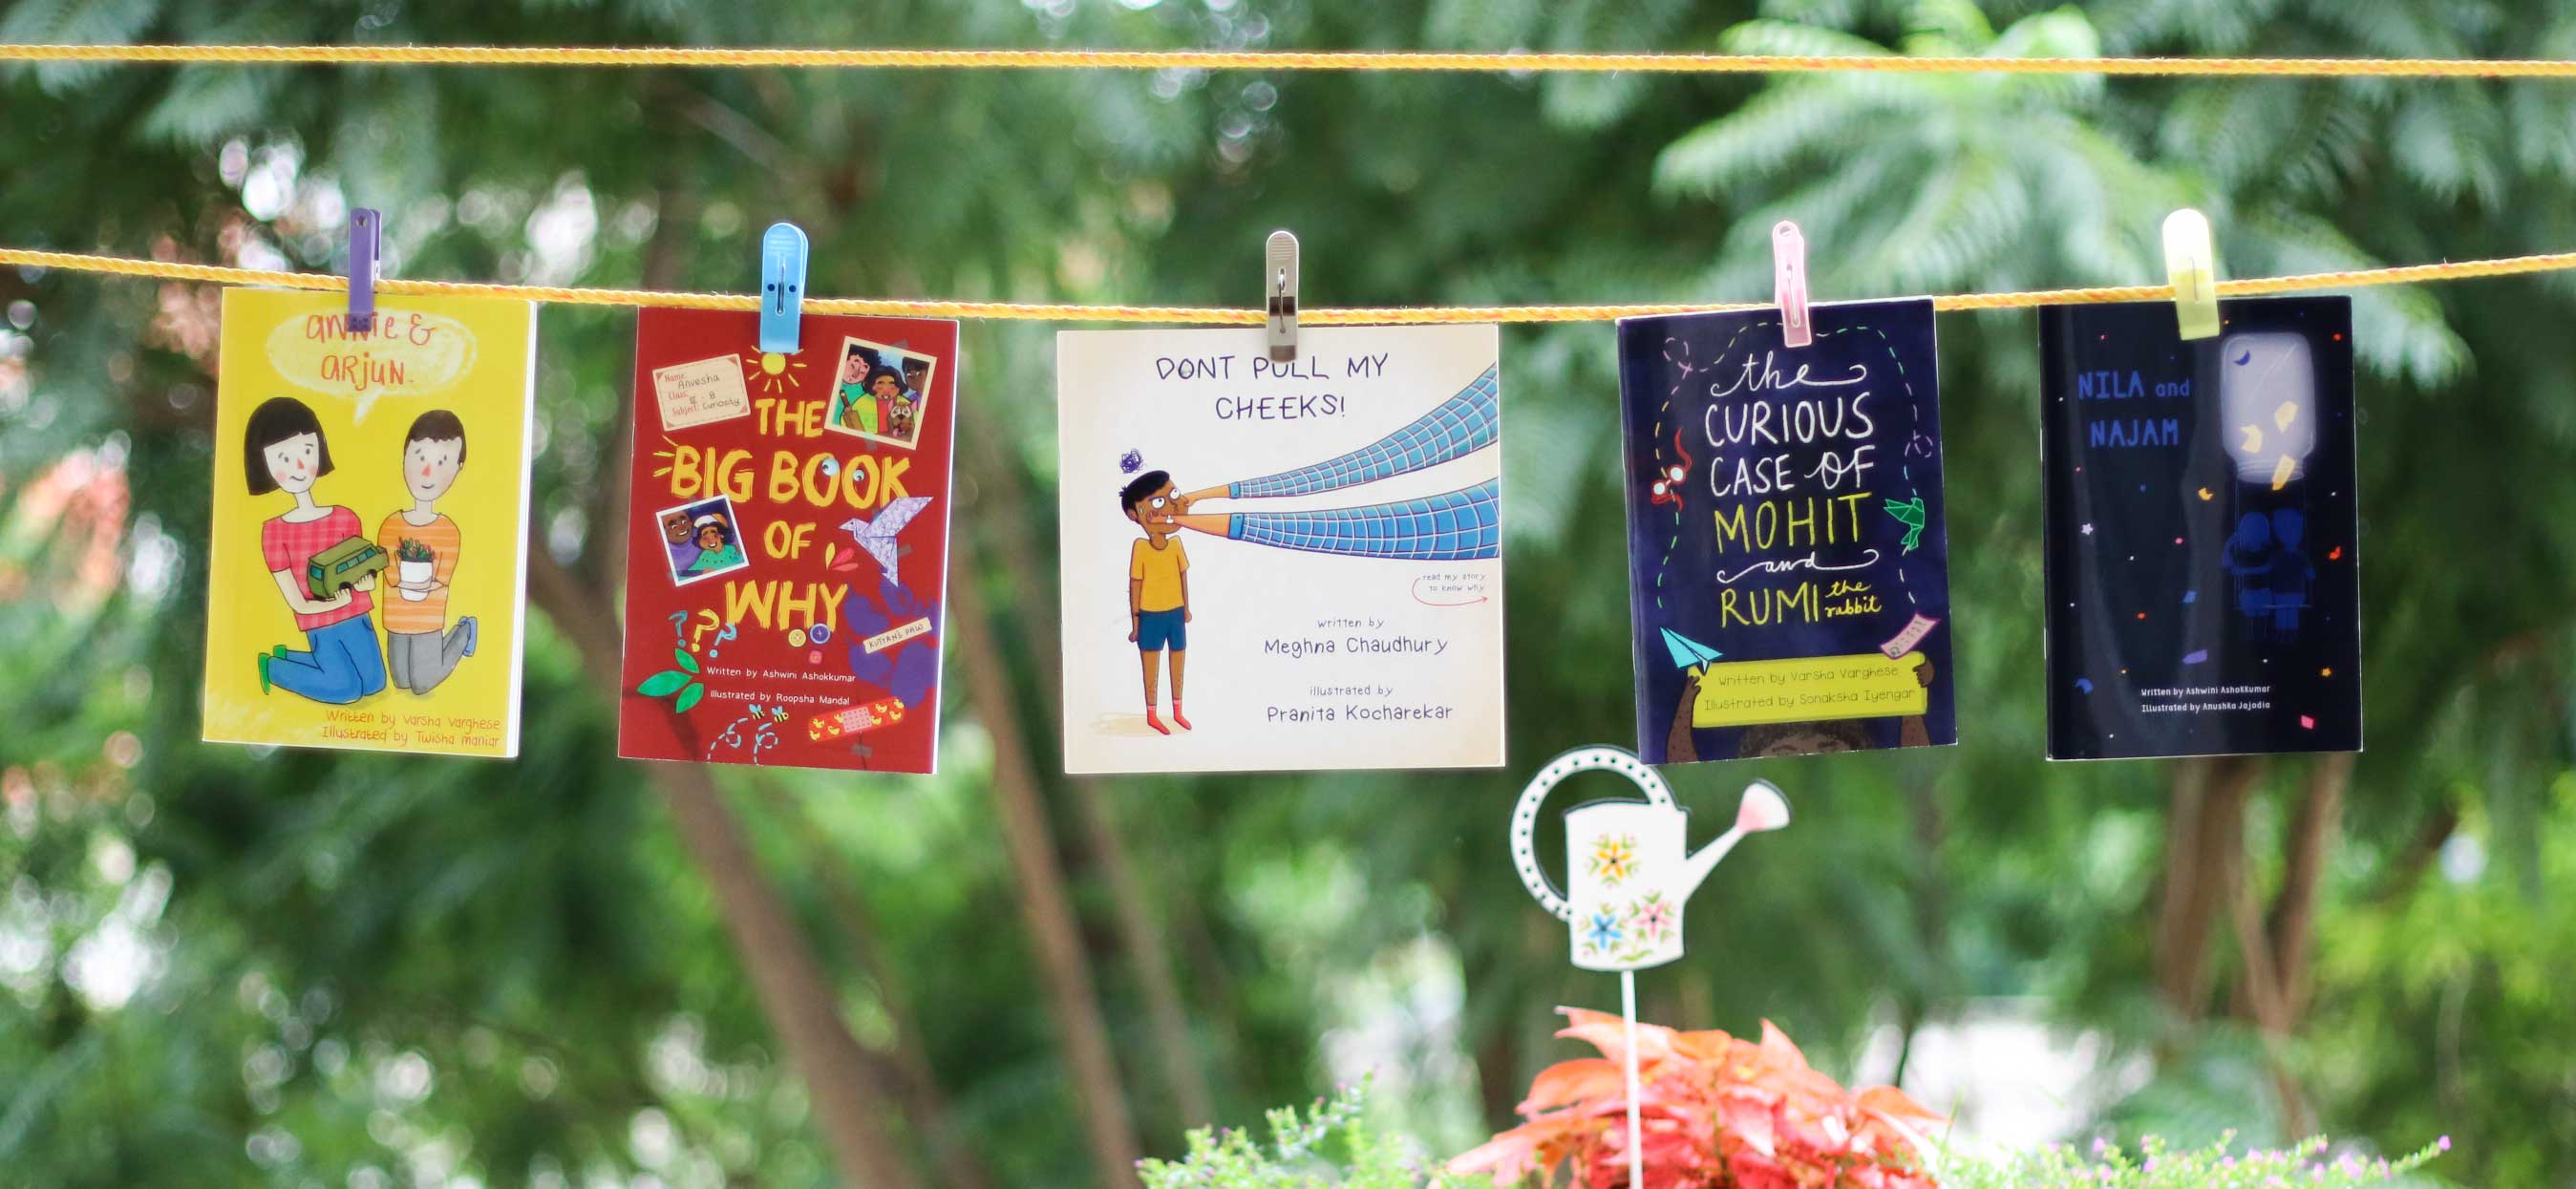 annie &
arjun.
Written by Varsha Varghese
Illustrated by Twisha Maniar
Name:
Anvesha
Class: 8 - B
Subject: Curiosity
THE
BIG BOOK
OF
WHY
KUTTAN'S PAW
Written by Ashwini Ashokkumar
Illustrated by Roopsha Mandal
DONT PULL MY
CHEEKS!
read my story
to know why
written by
Meghna Chaudhury
illustrated by
Pranita Kocharekar
the
CURIOUS
CASE OF
MOHIT
and
RUMI the
rabbit
Written by Varsha Varghese
Illustrated by Sonaksha Iyengar
NILA and
NAJAM
Written by Ashwini Ashokkumar
Illustrated by Anushka Jajodia